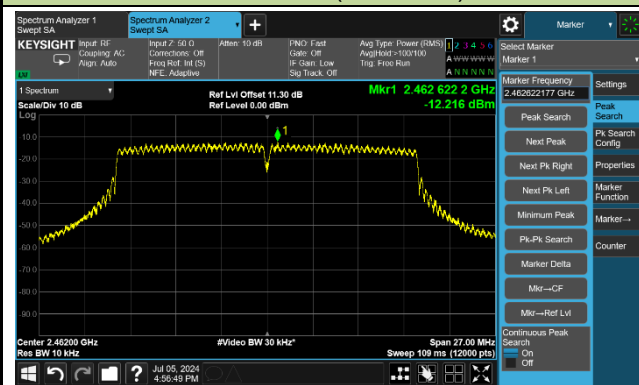 Spectrum Analyzer 1
Swept SA
Spectrum Analyzer 2
Swept SA
+
Marker
KEYSIGHT
Input: RF
Coupling: AC
Align: Auto
Input Z: 50 Ω
Corrections: Off
Freq Ref: Int (S)
NFE: Adaptive
Atten: 10 dB
PNO: Fast
Gate: Off
IF Gain: Low
Sig Track: Off
Avg Type: Power (RMS)
Avg|Hold:>100/100
Trig: Free Run
1 2 3 4 5 6
A W W W W W
A N N N N N
LXI
Select Marker
Marker 1
1 Spectrum
Scale/Div 10 dB
Log
Ref Lvl Offset 11.30 dB
Ref Level 0.00 dBm
Mkr1 2.462 622 2 GHz
-12.216 dBm
1
-10.0
-20.0
-30.0
-40.0
-50.0
-60.0
-70.0
-80.0
-90.0
Center 2.46200 GHz
Res BW 10 kHz
#Video BW 30 kHz*
Span 27.00 MHz
Sweep 109 ms (12000 pts)
Marker Frequency
2.462622177 GHz
Peak Search
Next Peak
Next Pk Right
Next Pk Left
Minimum Peak
Pk-Pk Search
Marker Delta
Mkr→CF
Mkr→Ref Lvl
Continuous Peak
Search
On
Off
Settings
Peak
Search
Pk Search
Config
Properties
Marker
Function
Marker→
Counter
?
Jul 05, 2024
4:56:49 PM